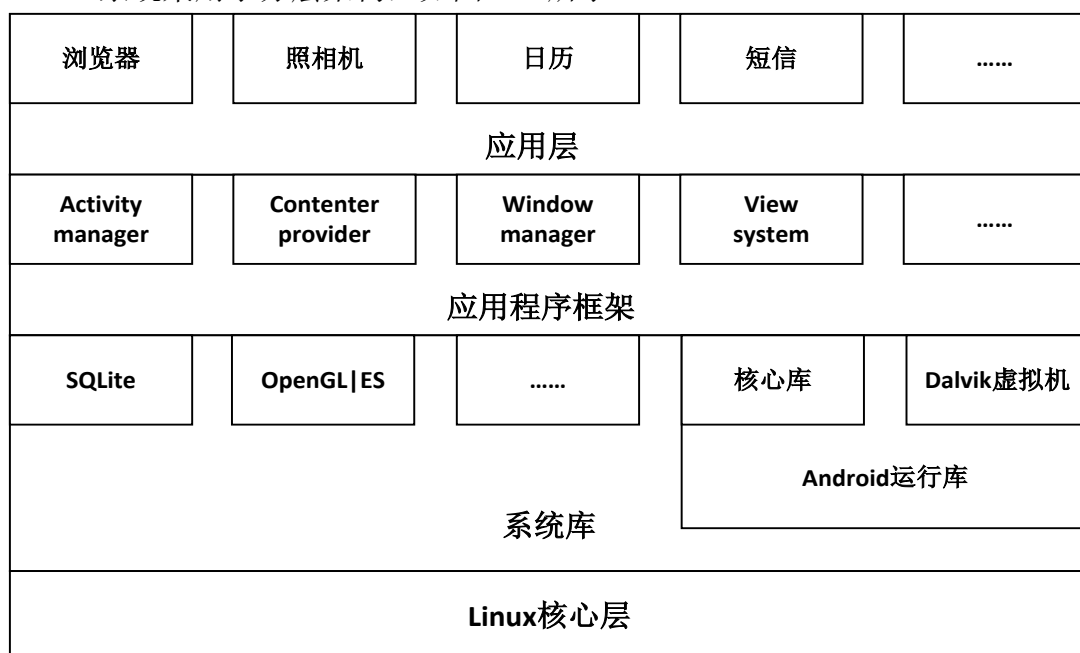 浏览器
照相机
日历
短信
......
应用层
Activity
manager
Contenter
provider
Window
manager
View
system
......
应用程序框架
SQLite
OpenGL|ES
......
核心库
Dalvik虚拟机
Android运行库
系统库
Linux核心层